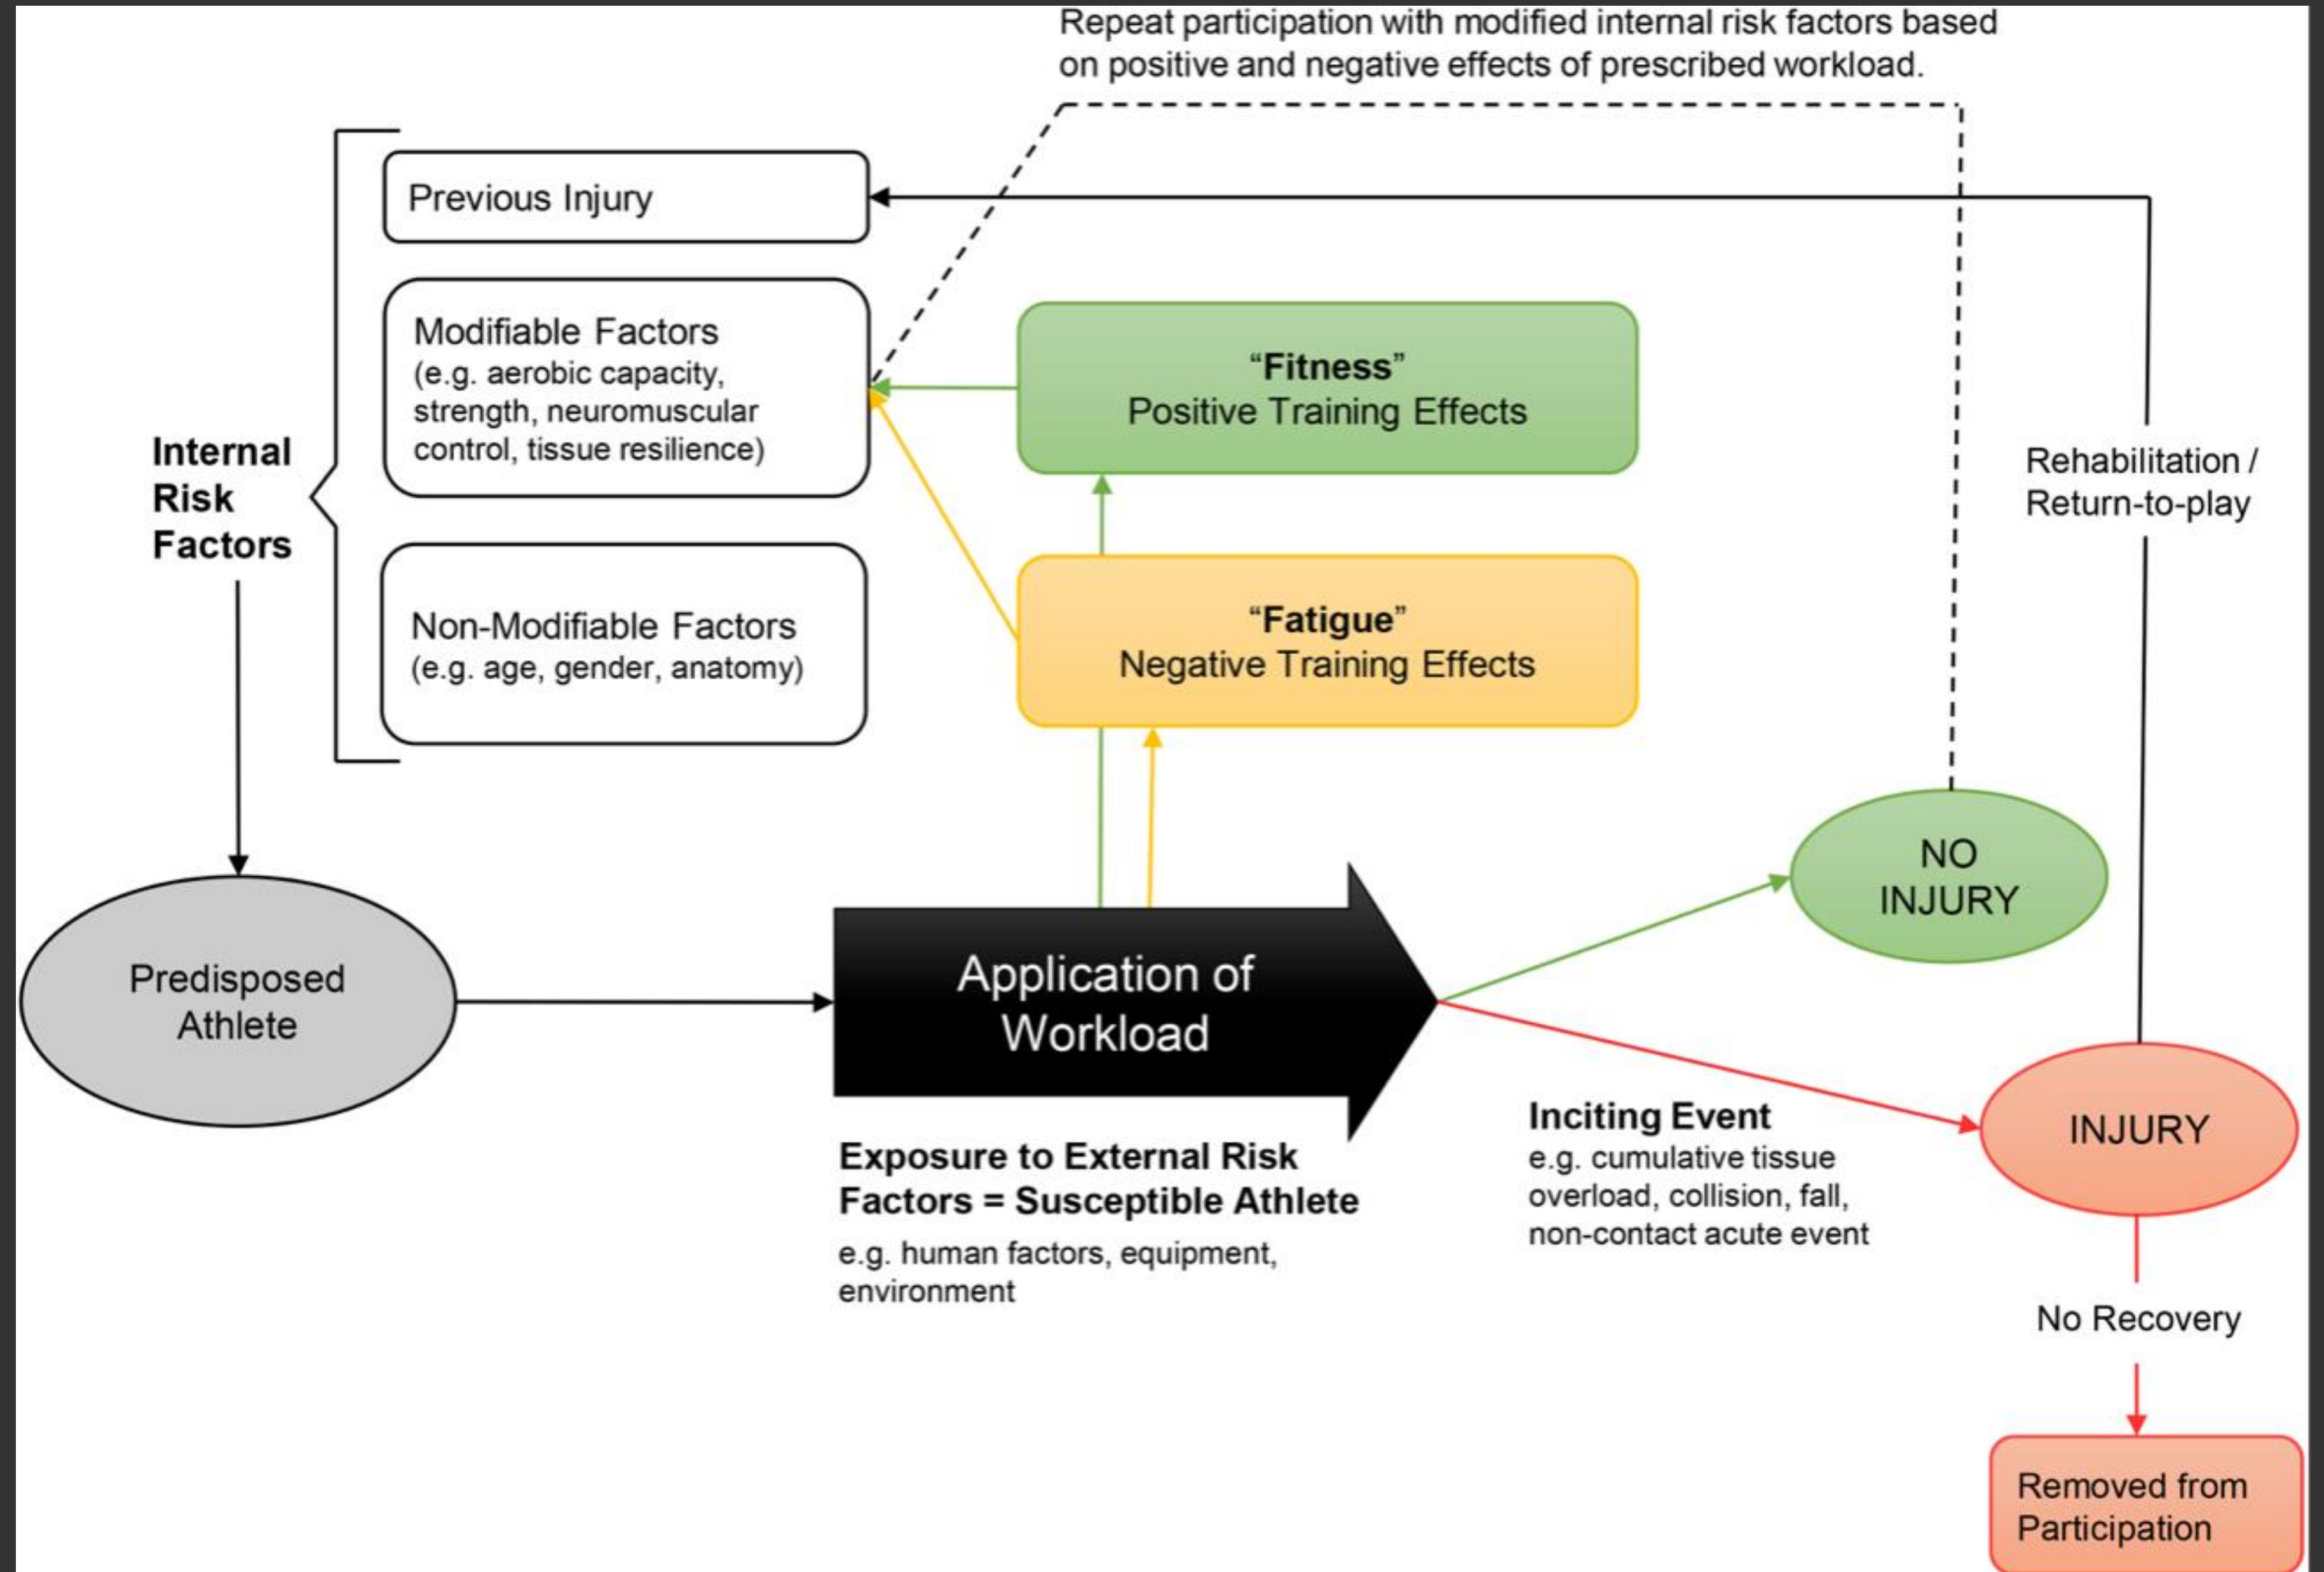 Repeat participation with modified internal risk factors based
on positive and negative effects of prescribed workload.
Previous Injury
Modifiable Factors
(e.g. aerobic capacity,
strength, neuromuscular
control, tissue resilience)
Internal
Risk
Factors
Non-Modifiable Factors
(e.g. age, gender, anatomy)
“Fitness”
Positive Training Effects
“Fatigue”
Negative Training Effects
Rehabilitation /
Return-to-play
Predisposed
Athlete
Application of
Workload
Exposure to External Risk
Factors = Susceptible Athlete
e.g. human factors, equipment,
environment
NO
INJURY
Inciting Event
e.g. cumulative tissue
overload, collision, fall,
non-contact acute event
INJURY
No Recovery
Removed from
Participation